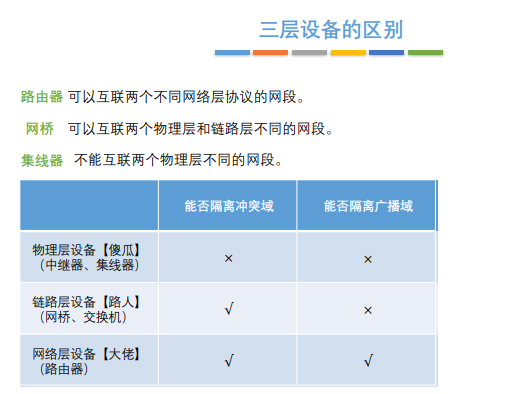 三层设备的区别
路由器 可以互联两个不同网络层协议的网段。
网桥 可以互联两个物理层和链路层不同的网段。
集线器 不能互联两个物理层不同的网段。
能否隔离冲突域 能否隔离广播域
物理层设备【傻瓜】
（中继器、集线器） × ×
链路层设备【路人】
（网桥、交换机） √ ×
网络层设备【大佬】
（路由器） √ √